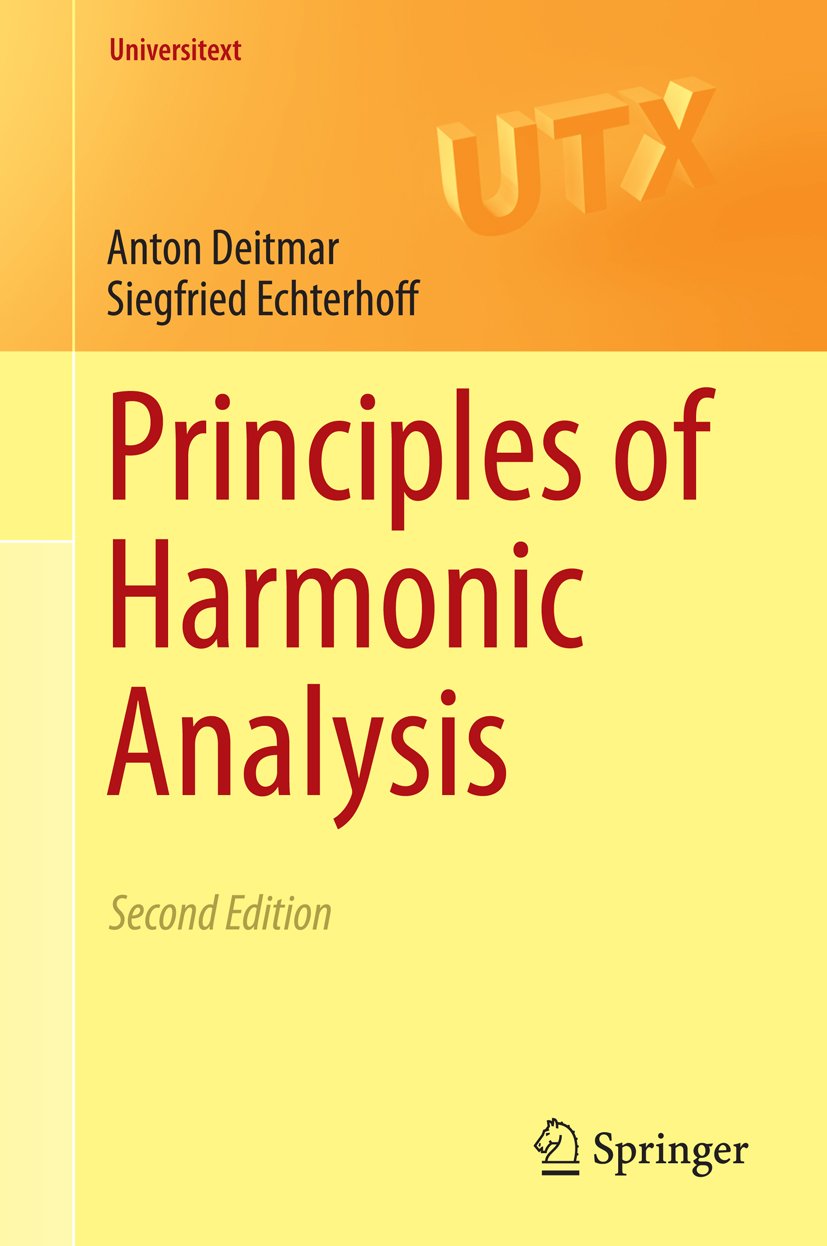 Universitext
UTX
Anton Deitmar
Siegfried Echterhoff
Principles of
Harmonic
Analysis
Second Edition
Springer